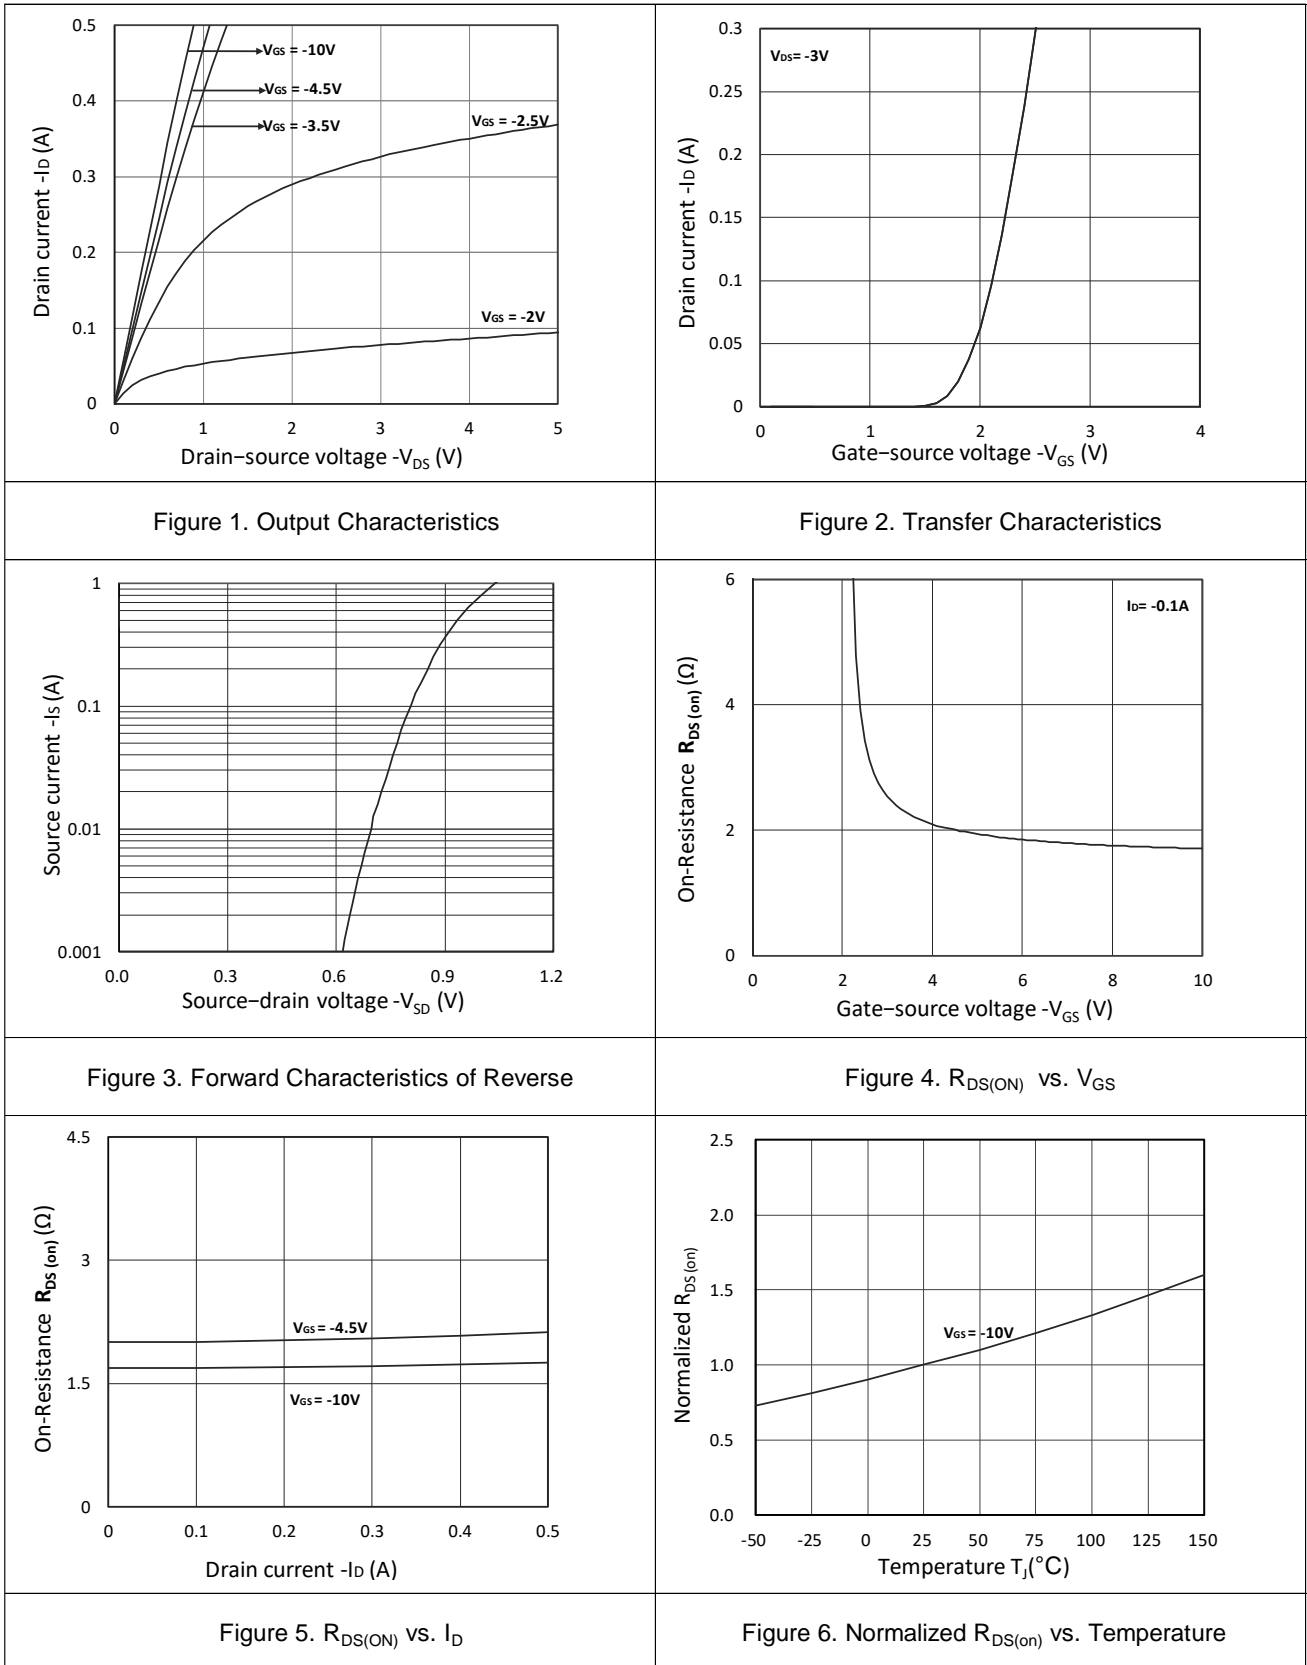 0.5
0.4
0.3
0.2
0.1
0
0
1
2
3
4
5
Drain current -ID (A)
Drain−source voltage -VDS (V)
VGS = -10V
VGS = -4.5V
VGS = -3.5V
VGS = -2.5V
VGS = -2V
0.3
0.25
0.2
0.15
0.1
0.05
0
0
1
2
3
4
Drain current -ID (A)
Gate−source voltage -VGS (V)
VDS= -3V
Figure 1. Output Characteristics
Figure 2. Transfer Characteristics
1
0.1
0.01
0.001
0.0
0.3
0.6
0.9
1.2
Source current -IS (A)
Source−drain voltage -VSD (V)
6
4
2
0
0
2
4
6
8
10
On-Resistance RDS(on) (Ω)
Gate−source voltage -VGS (V)
ID= -0.1A
Figure 3. Forward Characteristics of Reverse
Figure 4. RDS(ON) vs. VGS
4.5
3
1.5
0
0
0.1
0.2
0.3
0.4
0.5
On-Resistance RDS(on) (Ω)
Drain current -ID (A)
VGS = -4.5V
VGS = -10V
2.5
2.0
1.5
1.0
0.5
0.0
-50
-25
0
25
50
75
100
125
150
Normalized RDS(on)
Temperature TJ(°C)
VGS = -10V
Figure 5. RDS(ON) vs. ID
Figure 6. Normalized RDS(on) vs. Temperature